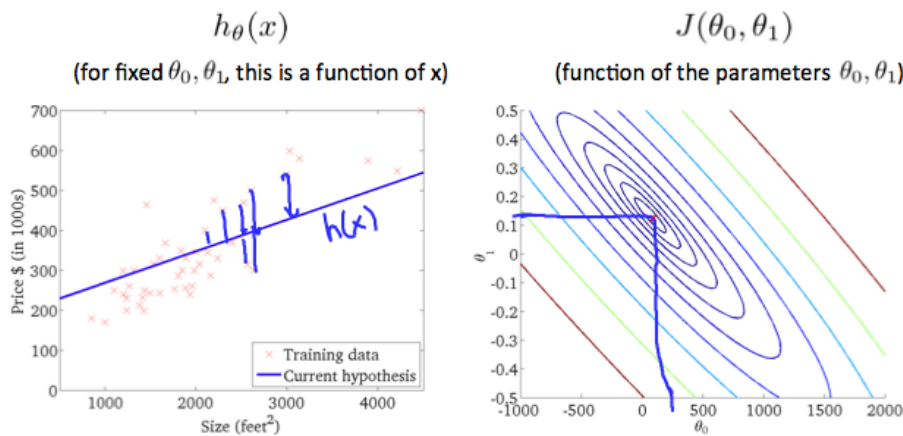 h_θ(x)
(for fixed θ₀, θ₁, this is a function of x)
700
600
500
400
300
200
100
0
Price $ (in 1000s)
h(x)
× Training data
Current hypothesis
1000 2000 3000 4000
Size (feet²)
J(θ₀, θ₁)
(function of the parameters θ₀, θ₁)
0.5
0.4
0.3
0.2
0.1
0
-0.1
-0.2
-0.3
-0.4
-0.5
θ₁
-1000 -500 0 500 1000 1500 2000
θ₀